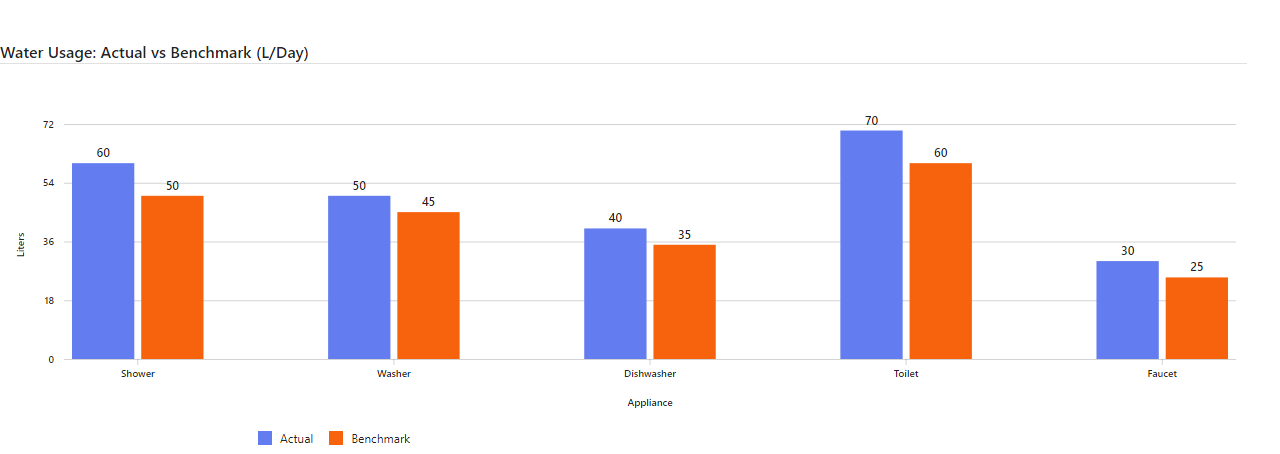 Water Usage: Actual vs Benchmark (L/Day)
72
54
36
18
0
Liters
60
50
50
45
40
35
70
60
30
25
Shower
Washer
Dishwasher
Toilet
Faucet
Appliance
Actual
Benchmark